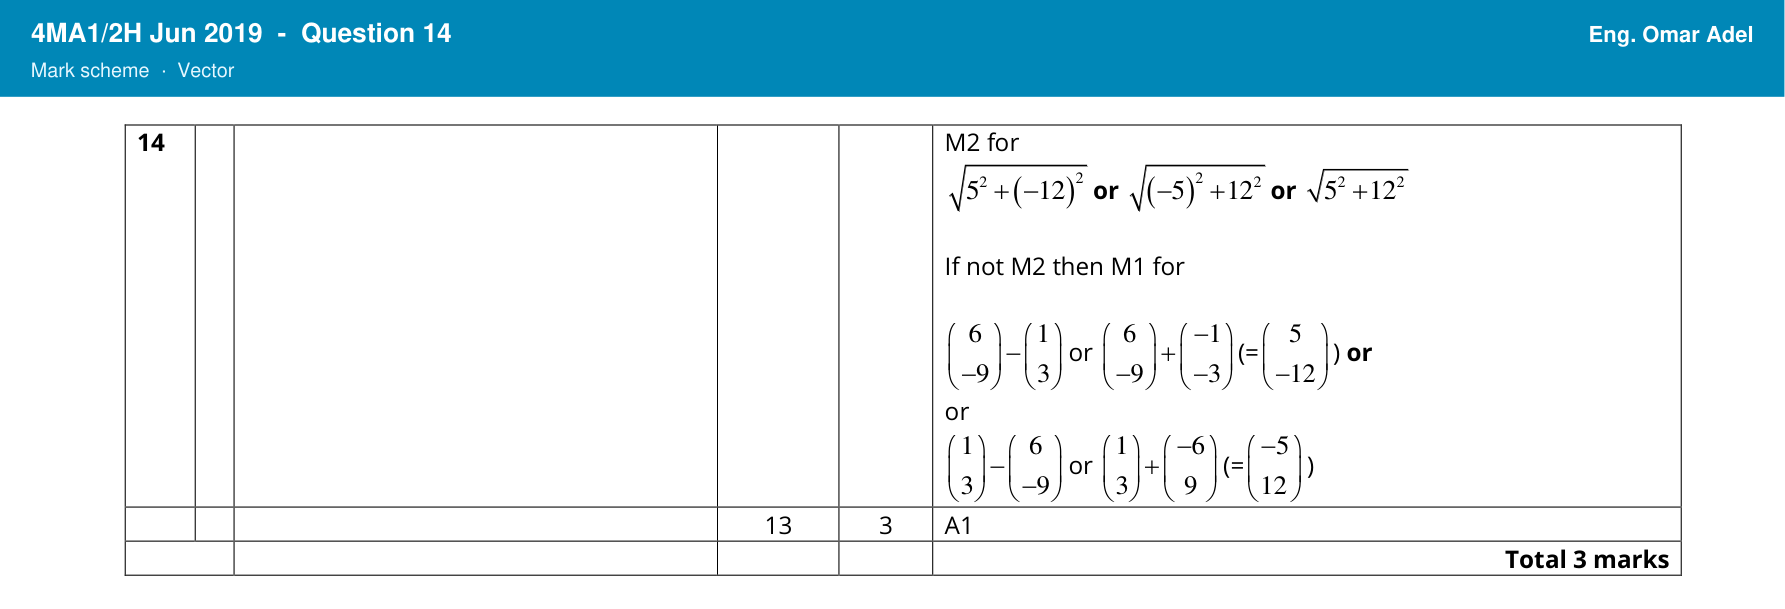 4MA1/2H Jun 2019 - Question 14
Eng. Omar Adel
Mark scheme · Vector
14
M2 for
√(5² + (−12)²) or √((−5)² + 12²) or √(5² + 12²)
If not M2 then M1 for
(6 −9) − (1 3) or (6 −9) + (−1 −3) (= (5 −12)) or
or
(1 3) − (6 −9) or (1 3) + (−6 9) (= (−5 12))
13 3 A1
Total 3 marks